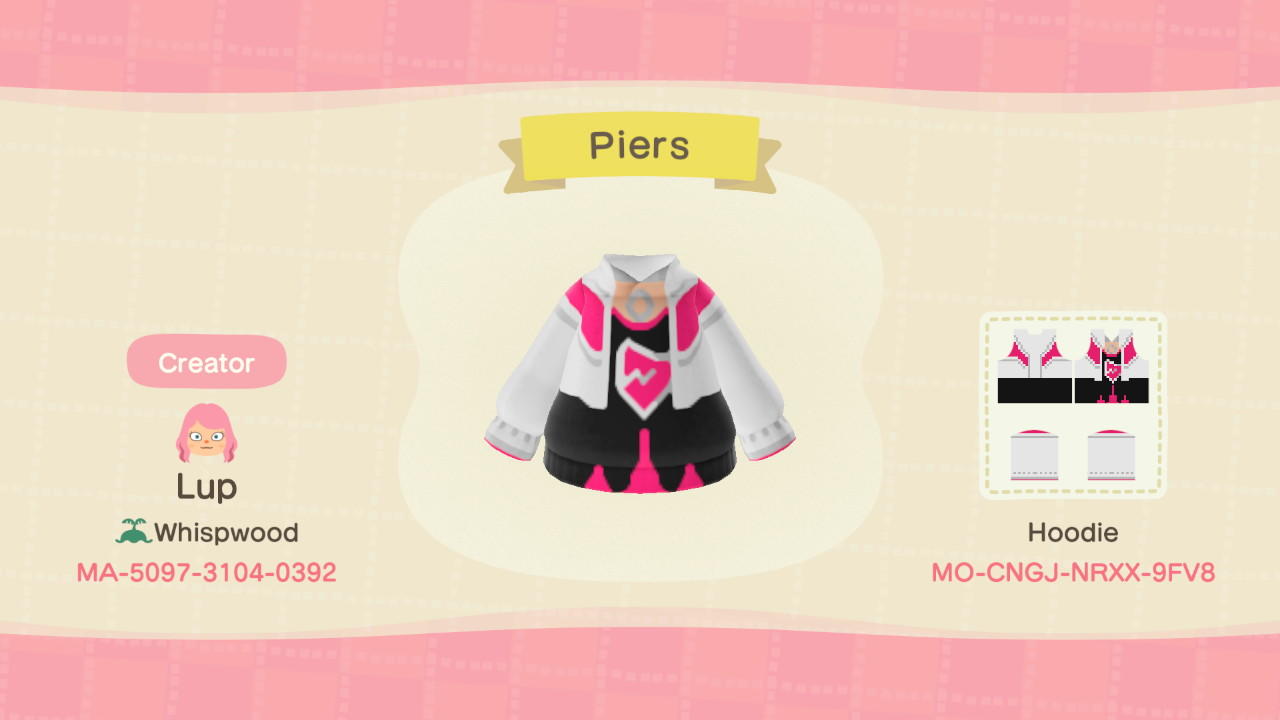 Piers
Creator
Lup
Whispwood
MA-5097-3104-0392
Hoodie
MO-CNGJ-NRXX-9FV8